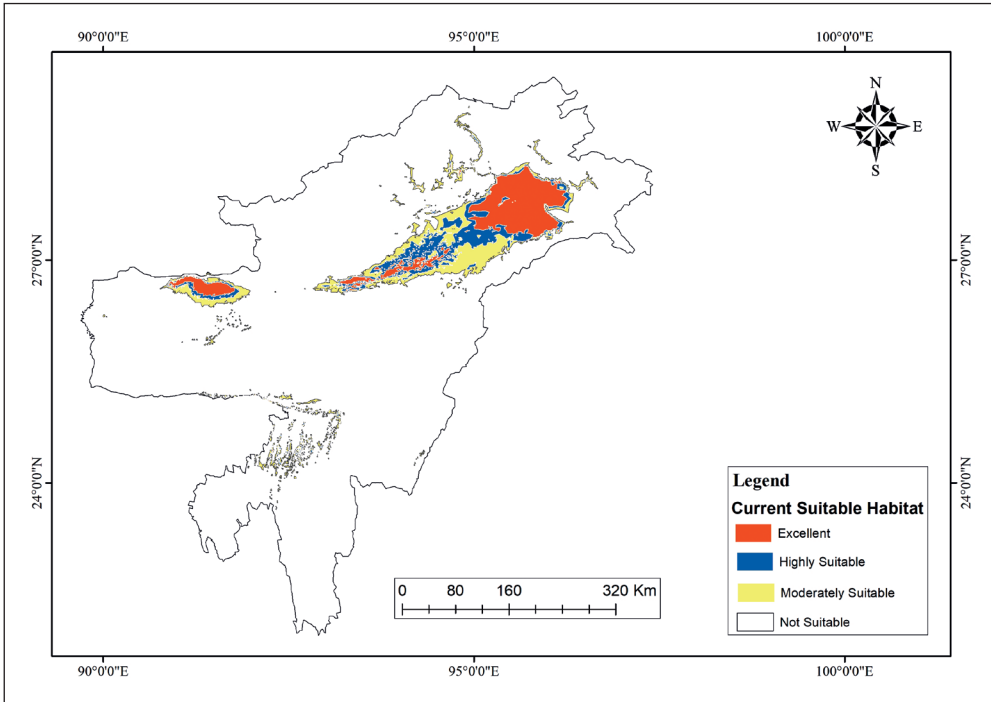 90°0'0"E 95°0'0"E 100°0'0"E
N
W E
S
27°0'0"N 27°0'0"N
24°0'0"N 24°0'0"N
Legend
Current Suitable Habitat
Excellent
Highly Suitable
Moderately Suitable
Not Suitable
0 80 160 320 Km
90°0'0"E 95°0'0"E 100°0'0"E